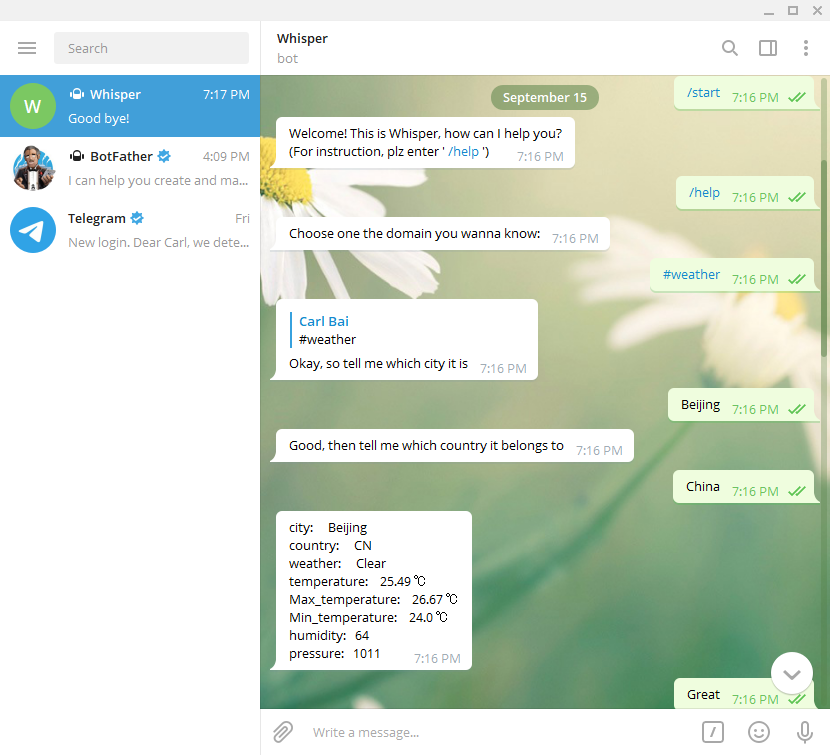 Search
W
Whisper
7:17 PM
Good bye!
BotFather
4:09 PM
I can help you create and ma...
Telegram
Fri
New login. Dear Carl, we dete...
Whisper
bot
September 15
/start 7:16 PM
Welcome! This is Whisper, how can I help you?
(For instruction, plz enter ' /help ') 7:16 PM
/help 7:16 PM
Choose one the domain you wanna know: 7:16 PM
#weather 7:16 PM
Carl Bai
#weather
Okay, so tell me which city it is 7:16 PM
Beijing 7:16 PM
Good, then tell me which country it belongs to 7:16 PM
China 7:16 PM
city: Beijing
country: CN
weather: Clear
temperature: 25.49 ℃
Max_temperature: 26.67 ℃
Min_temperature: 24.0 ℃
humidity: 64
pressure: 1011 7:16 PM
Great 7:16 PM
Write a message...